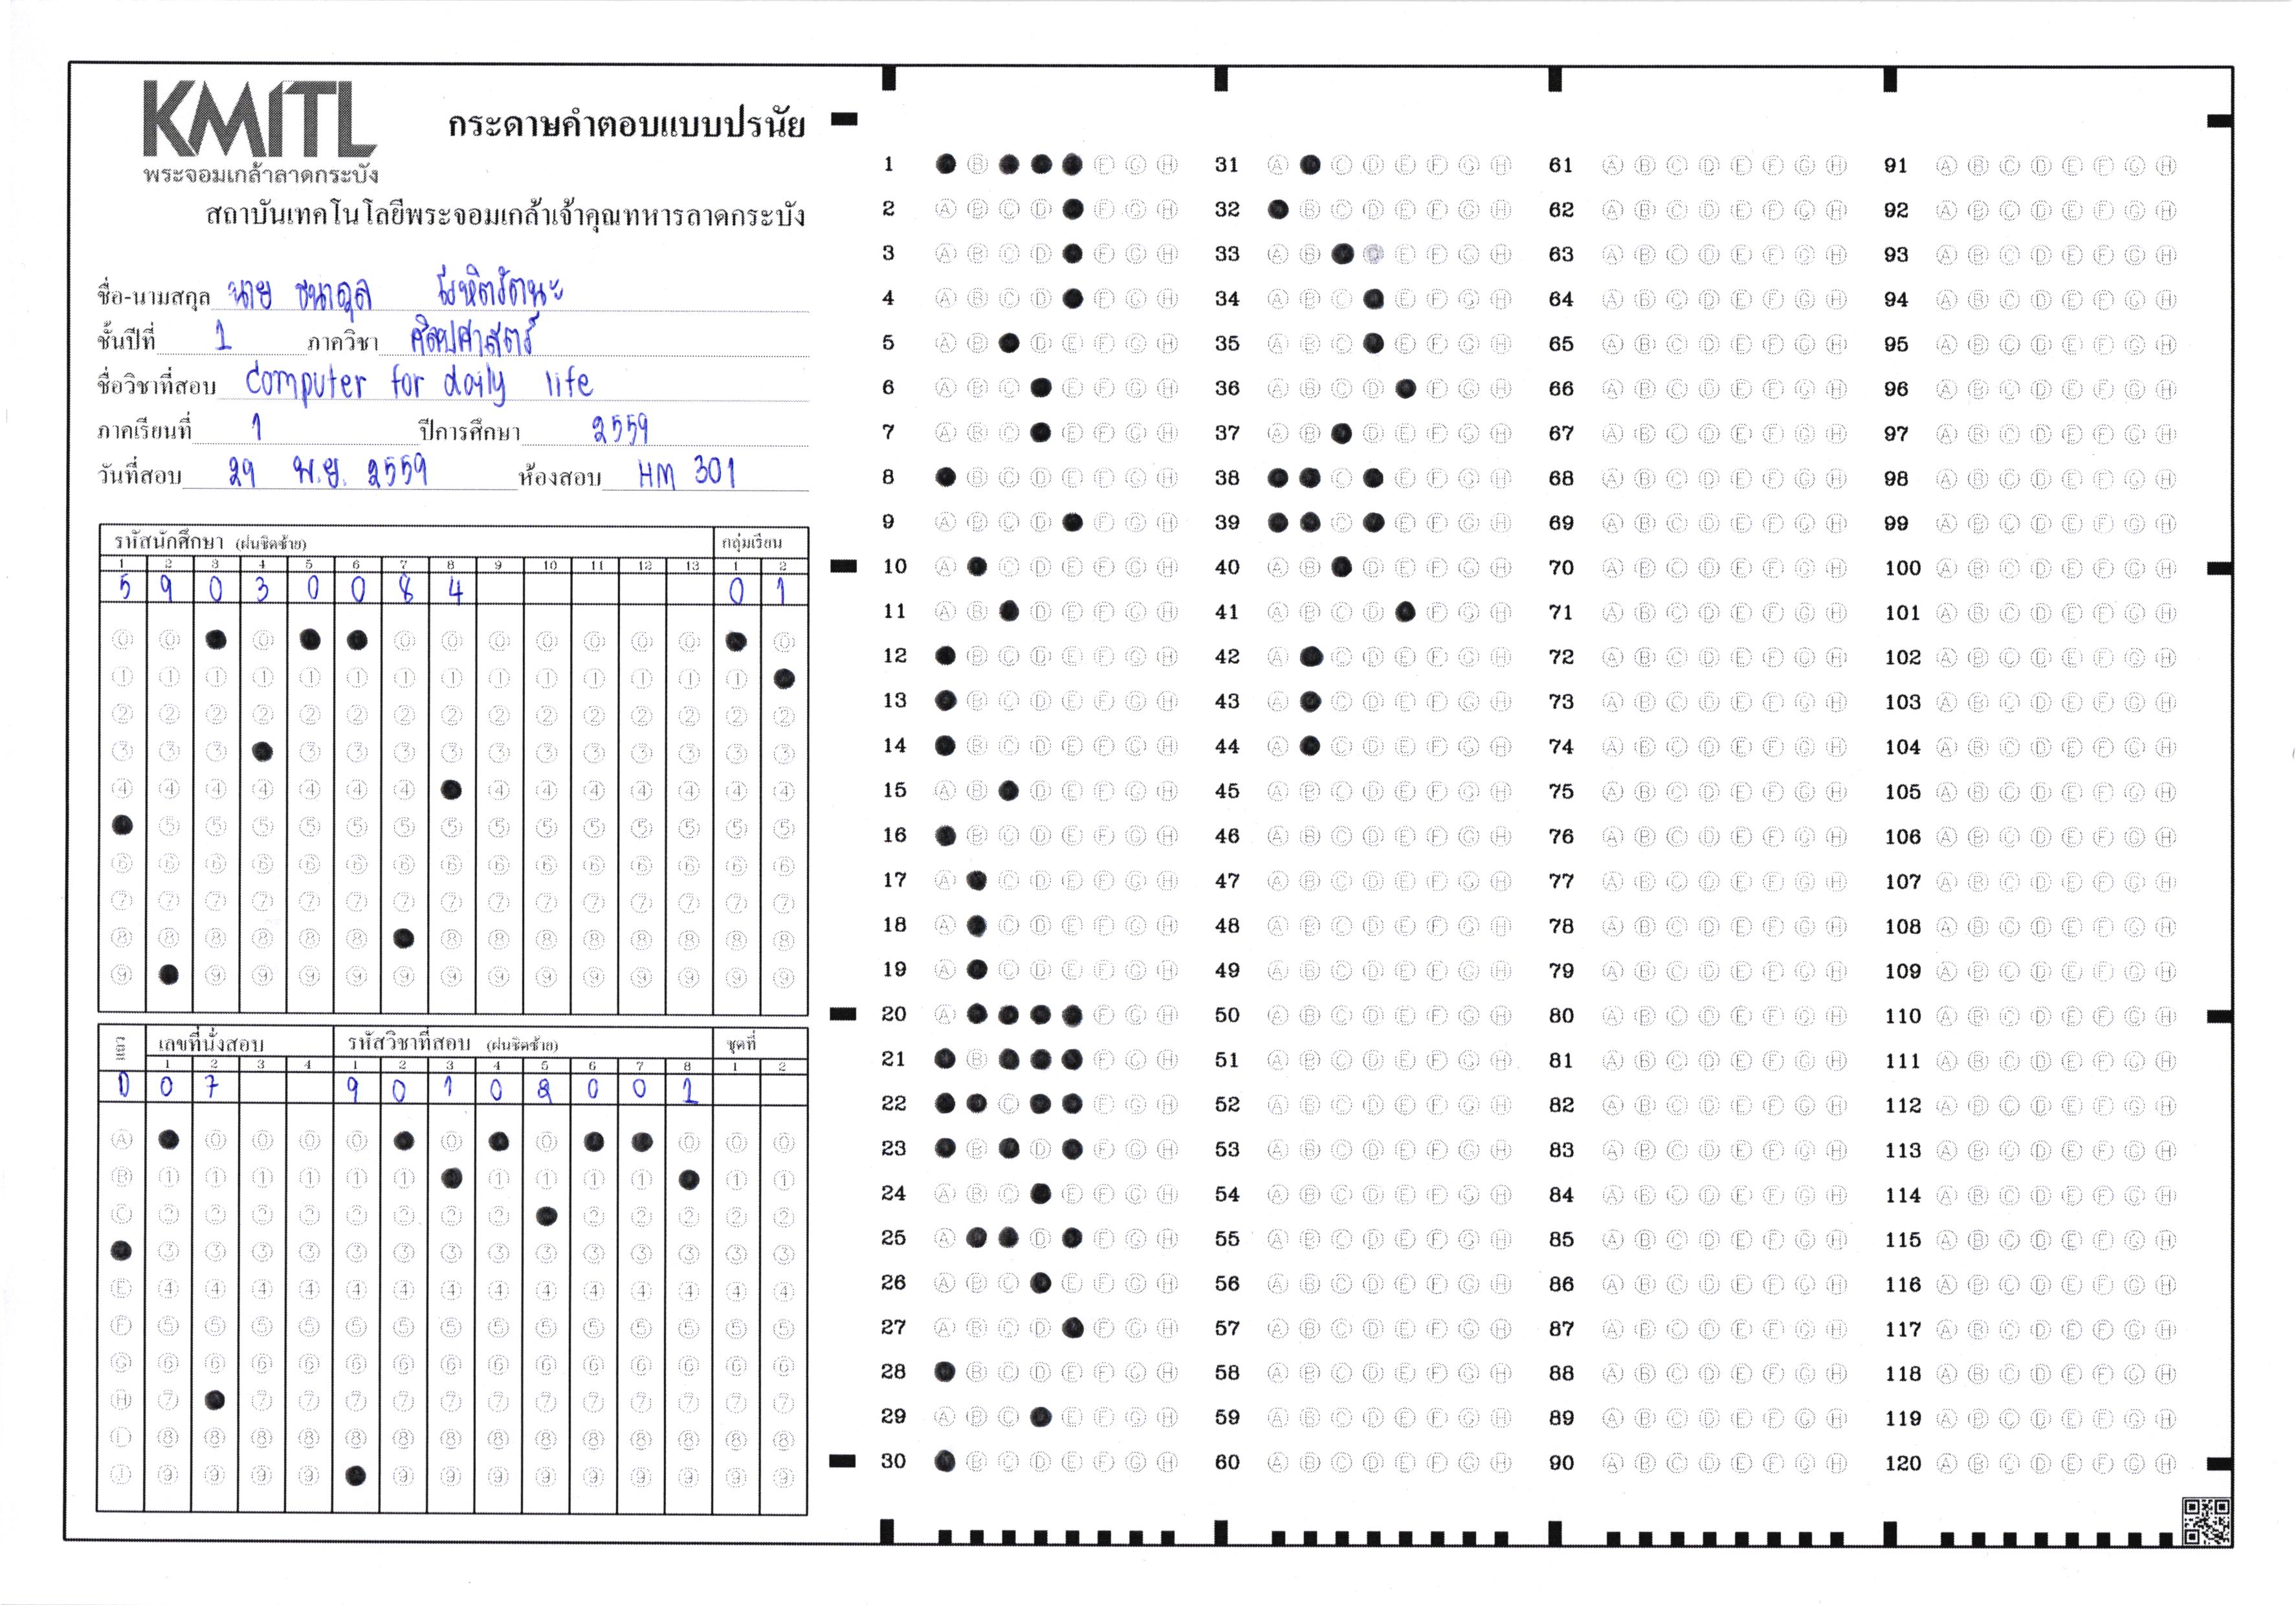 KMITL
พระจอมเกล้าลาดกระบัง
กระดาษคำตอบแบบปรนัย
สถาบันเทคโนโลยีพระจอมเกล้าเจ้าคุณทหารลาดกระบัง
ชื่อ-นามสกุล นาย ธนากุล โรหิตรัตนะ
ชั้นปีที่ 1 ภาควิชา ศิลปศาสตร์
ชื่อวิชาที่สอบ Computer for daily life
ภาคเรียนที่ 1 ปีการศึกษา 2559
วันที่สอบ 29 พ.ย. 2559 ห้องสอบ HM 301
รหัสนักศึกษา (ฝนชิดซ้าย) กลุ่มเรียน
1 2 3 4 5 6 7 8 9 10 11 12 13 1 2
5 9 0 3 0 0 8 4 0 1
แถว เลขที่นั่งสอบ รหัสวิชาที่สอบ (ฝนชิดซ้าย) ชุดที่
1 2 3 4 1 2 3 4 5 6 7 8 1 2
D 0 7 9 0 1 0 2 0 0 1
1 31 61 91
2 32 62 92
3 33 63 93
4 34 64 94
5 35 65 95
6 36 66 96
7 37 67 97
8 38 68 98
9 39 69 99
10 40 70 100
11 41 71 101
12 42 72 102
13 43 73 103
14 44 74 104
15 45 75 105
16 46 76 106
17 47 77 107
18 48 78 108
19 49 79 109
20 50 80 110
21 51 81 111
22 52 82 112
23 53 83 113
24 54 84 114
25 55 85 115
26 56 86 116
27 57 87 117
28 58 88 118
29 59 89 119
30 60 90 120